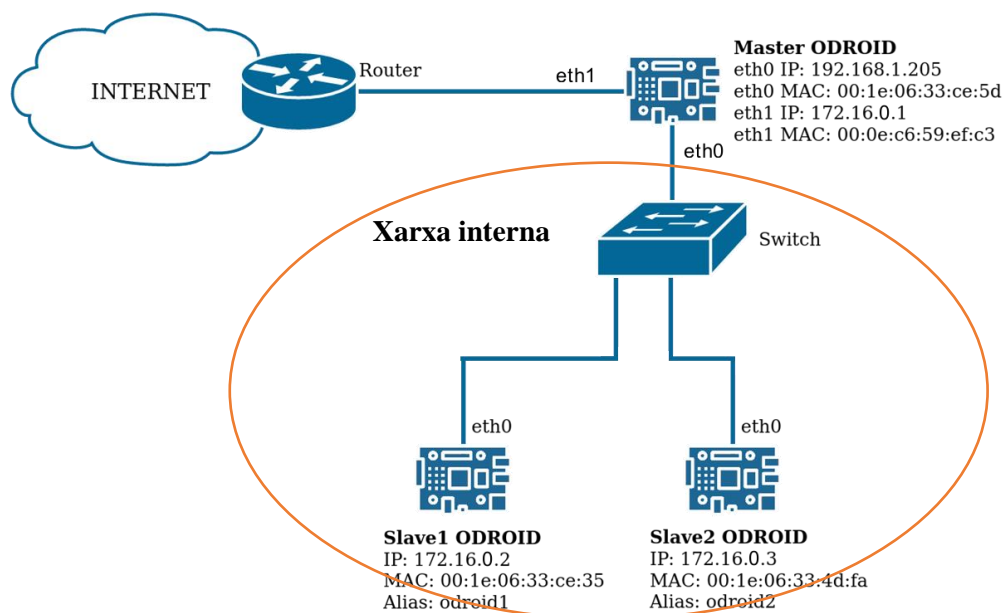 INTERNET
Router
eth1
Master ODROID
eth0 IP: 192.168.1.205
eth0 MAC: 00:1e:06:33:ce:5d
eth1 IP: 172.16.0.1
eth1 MAC: 00:0e:c6:59:ef:c3
eth0
Xarxa interna
Switch
eth0
eth0
Slave1 ODROID
IP: 172.16.0.2
MAC: 00:1e:06:33:ce:35
Alias: odroid1
Slave2 ODROID
IP: 172.16.0.3
MAC: 00:1e:06:33:4d:fa
Alias: odroid2